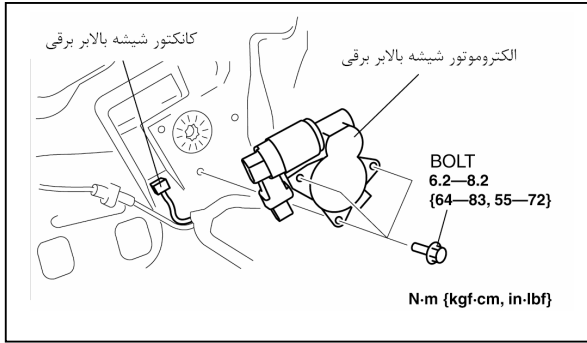 کانکتور شیشه بالابر برقی
الکتروموتور شیشه بالابر برقی
BOLT
6.2—8.2
{64—83, 55—72}
N·m {kgf·cm, in·lbf}